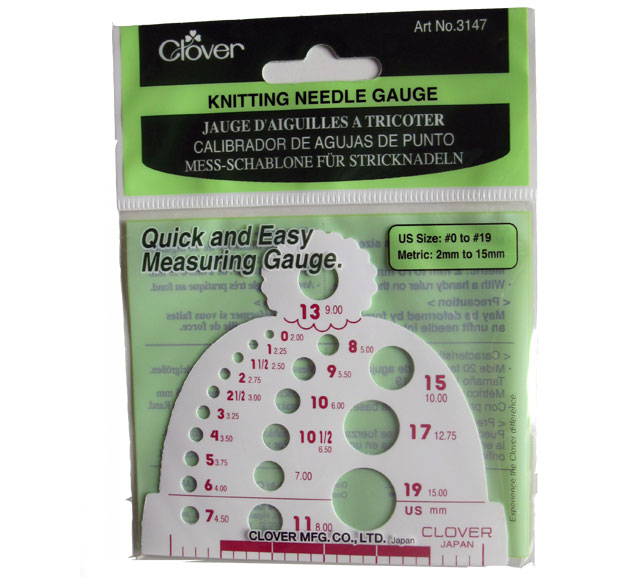 Clover
Art No.3147
KNITTING NEEDLE GAUGE
JAUGE D'AIGUILLES A TRICOTER
CALIBRADOR DE AGUJAS DE PUNTO
MESS-SCHABLONE FÜR STRICKNADELN
Quick and Easy
Measuring Gauge.
US Size: #0 to #19
Metric: 2mm to 15mm
13 9.00
0 2.00
1 2.25
1 1/2 2.50
2 2.75
2 1/2 3.00
3 3.25
4 3.50
5 3.75
6 4.00
7 4.50
8 5.00
9 5.50
10 6.00
10 1/2 6.50
7.00
11 8.00
15 10.00
17 12.75
19 15.00
US mm
CLOVER
JAPAN
CLOVER MFG. CO., LTD. Japan
Experience the Clover difference.